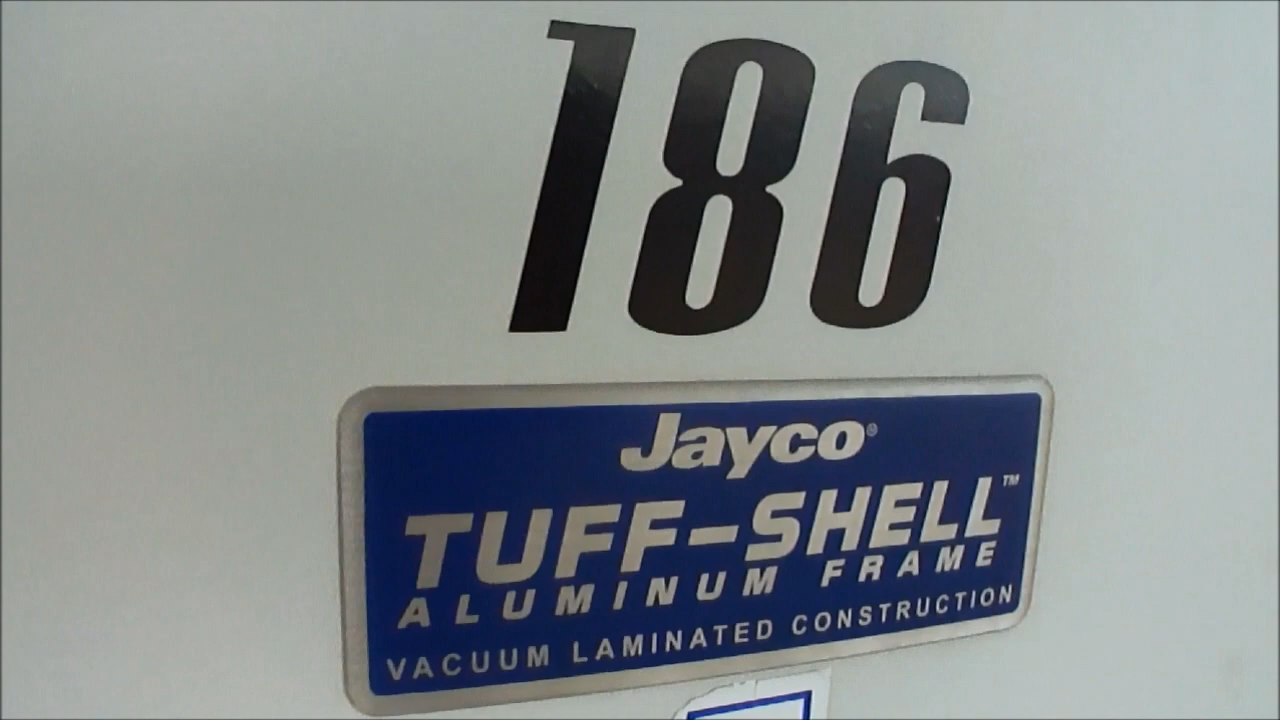 186
Jayco®
TUFF-SHELL™
ALUMINUM FRAME
VACUUM LAMINATED CONSTRUCTION